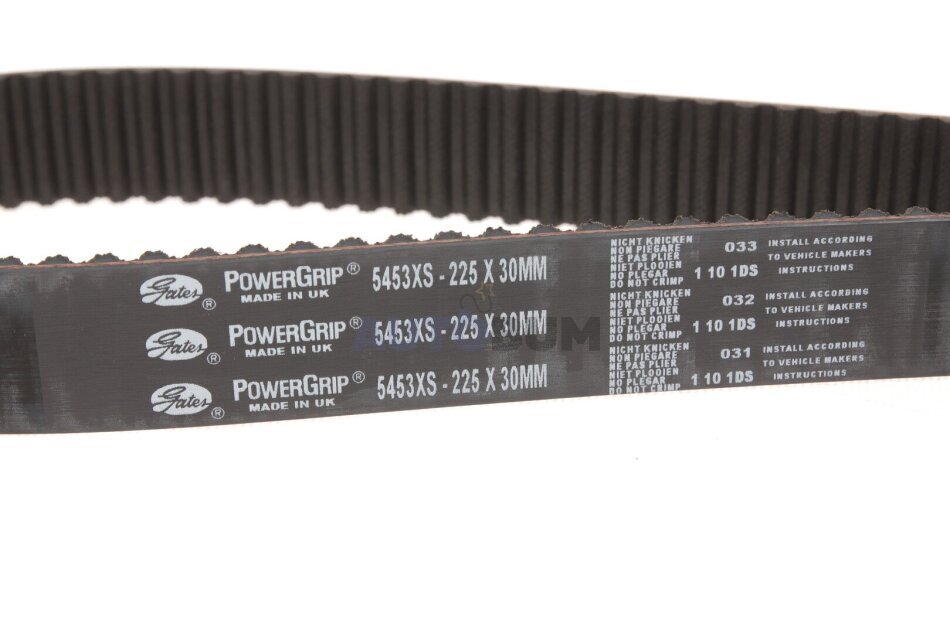 Gates® POWERGRIP® 5453XS - 225 X 30MM
MADE IN UK
NICHT KNICKEN
NON PIEGARE
NE PAS PLIER
NIET PLOOIEN
NO PLEGAR
DO NOT CRIMP
033
1 10 1DS
INSTALL ACCORDING
TO VEHICLE MAKERS
INSTRUCTIONS
Gates® POWERGRIP® 5453XS - 225 X 30MM
MADE IN UK
NICHT KNICKEN
NON PIEGARE
NE PAS PLIER
NIET PLOOIEN
NO PLEGAR
DO NOT CRIMP
032
1 10 1DS
INSTALL ACCORDING
TO VEHICLE MAKERS
INSTRUCTIONS
Gates® POWERGRIP® 5453XS - 225 X 30MM
MADE IN UK
NICHT KNICKEN
NON PIEGARE
NE PAS PLIER
NIET PLOOIEN
NO PLEGAR
DO NOT CRIMP
031
1 10 1DS
INSTALL ACCORDING
TO VEHICLE MAKERS
INSTRUCTIONS